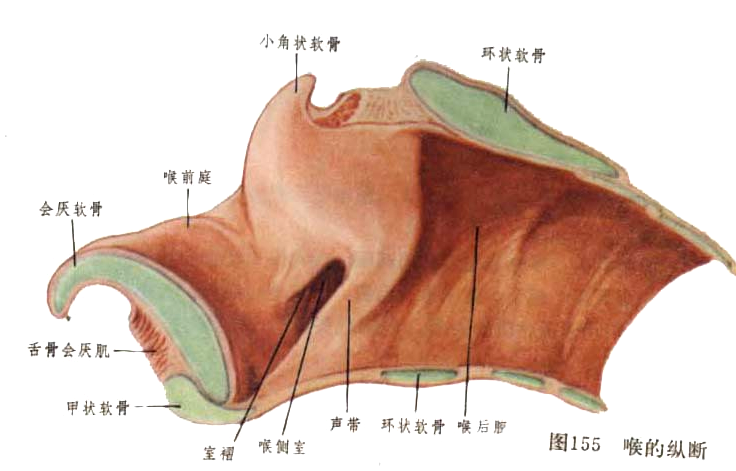 小角状软骨
环状软骨
喉前庭
会厌软骨
舌骨会厌肌
甲状软骨
室褶
喉侧室
声带
环状软骨
喉后腔
图155 喉的纵断